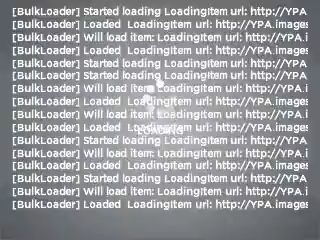 [BulkLoader] Started loading LoadingItem url: http://YPA
[BulkLoader] Loaded LoadingItem url: http://YPA.images
[BulkLoader] Will load item: LoadingItem url: http://YPA.i
[BulkLoader] Loaded LoadingItem url: http://YPA.images
[BulkLoader] Started loading LoadingItem url: http://YPA
[BulkLoader] Started loading LoadingItem url: http://YPA
[BulkLoader] Will load item: LoadingItem url: http://YPA.i
[BulkLoader] Loaded LoadingItem url: http://YPA.images
[BulkLoader] Will load item: LoadingItem url: http://YPA.i
[BulkLoader] Loaded LoadingItem url: http://YPA.images
LOADING
[BulkLoader] Started loading LoadingItem url: http://YPA
[BulkLoader] Will load item: LoadingItem url: http://YPA.i
[BulkLoader] Loaded LoadingItem url: http://YPA.images
[BulkLoader] Started loading LoadingItem url: http://YPA
[BulkLoader] Will load item: LoadingItem url: http://YPA.i
[BulkLoader] Loaded LoadingItem url: http://YPA.images